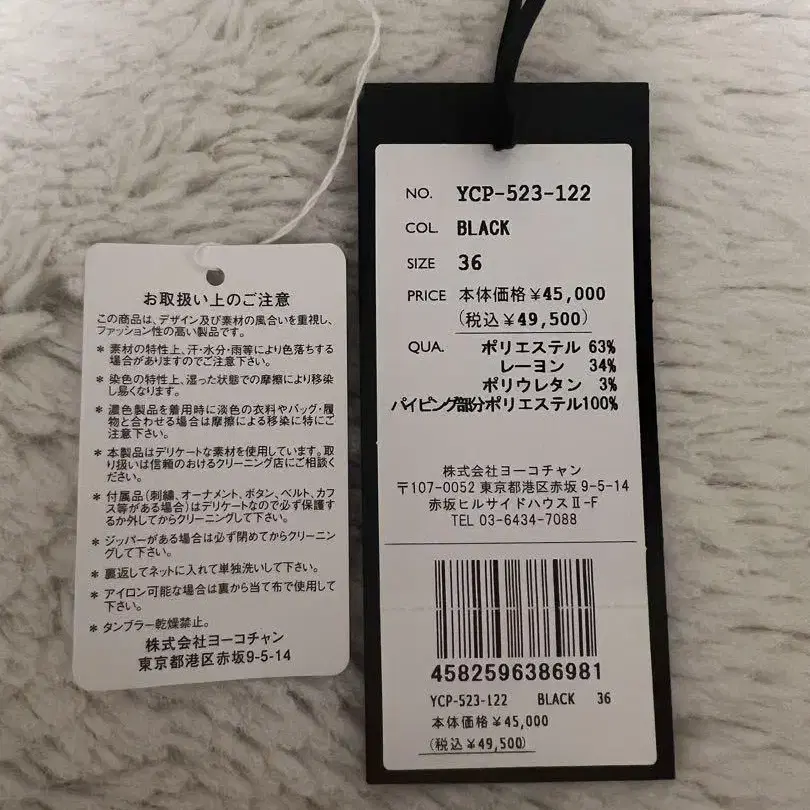 お取扱い上のご注意
この商品は、デザイン及び素材の風合いを重視し、
ファッション性の高い製品です。
* 素材の特性上、汗・水分・雨等により色落ちする
場合がありますのでご注意下さい。
* 染色の特性上、湿った状態での摩擦により移染
し易くなります。
* 濃色製品を着用時に淡色の衣料やバッグ・履
物と合わせる場合は摩擦による移染に特にご
注意下さい。
* 本製品はデリケートな素材を使用しています。取
り扱いは信頼のおけるクリーニング店にご相談く
ださい。
* 付属品(刺繍、オーナメント、ボタン、ベルト、カフ
ス等がある場合)はデリケートなので必ず保護す
るか外してからクリーニングして下さい。
* ジッパーがある場合は必ず閉めてからクリーニン
グして下さい。
* 裏返してネットに入れて単独洗いして下さい。
* アイロン可能な場合は裏から当て布で使用して
下さい。
* タンブラー乾燥禁止。
株式会社ヨーコチャン
東京都港区赤坂9-5-14
NO. YCP-523-122
COL. BLACK
SIZE 36
PRICE 本体価格¥45,000
(税込¥49,500)
QUA. ポリエステル 63%
レーヨン 34%
ポリウレタン 3%
パイピング部分ポリエステル100%
株式会社ヨーコチャン
〒107-0052 東京都港区赤坂 9-5-14
赤坂ヒルサイドハウスⅡ-F
TEL 03-6434-7088
4582596386981
YCP-523-122 BLACK 36
本体価格¥45,000
(税込¥49,500)